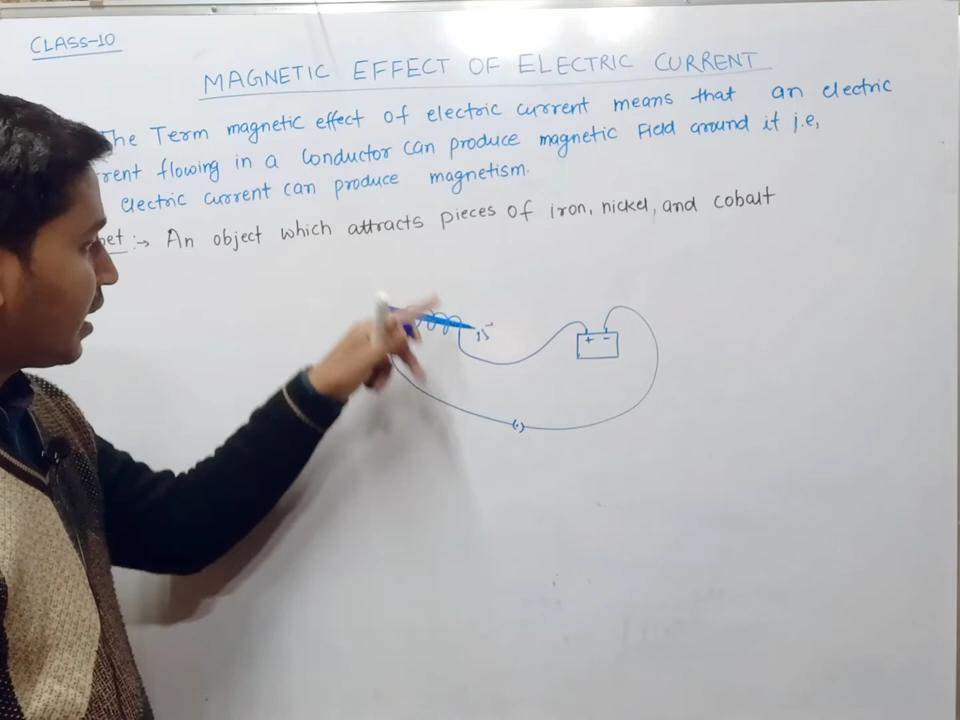 CLASS-10
MAGNETIC EFFECT OF ELECTRIC CURRENT
The Term magnetic effect of electric current means that an electric
rent flowing in a conductor can produce magnetic Field around it i.e,
electric current can produce magnetism.
net :→ An object which attracts pieces of iron, nickel, and cobalt
+ -